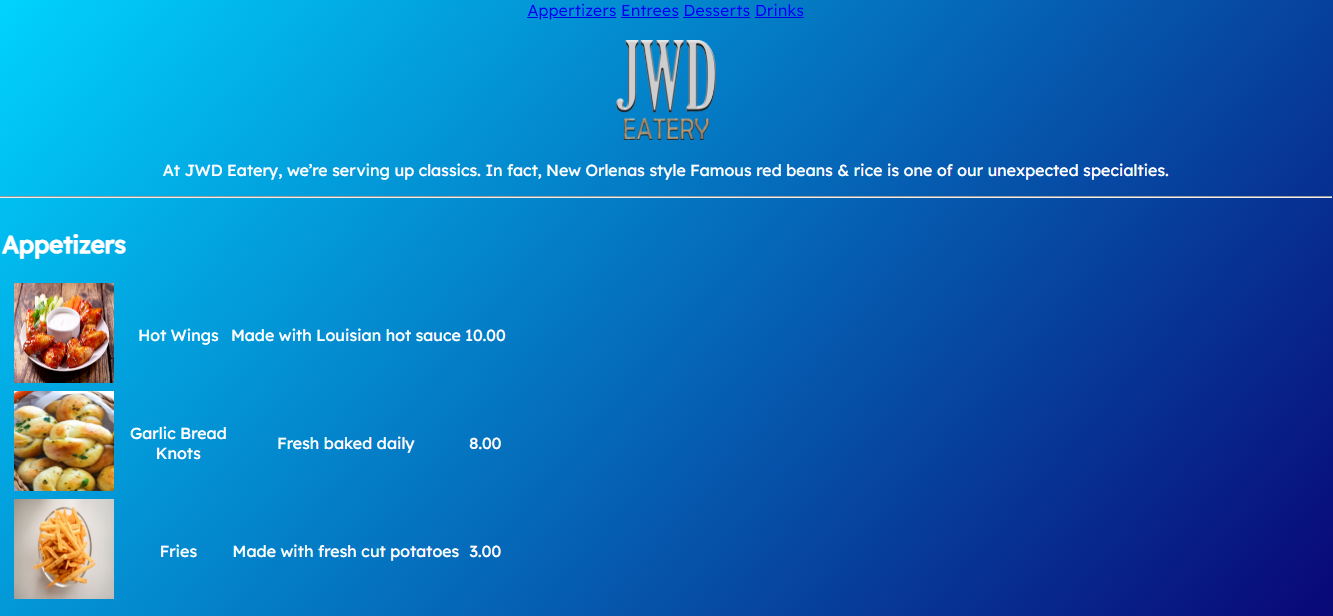 Appertizers Entrees Desserts Drinks
JWD
EATERY
At JWD Eatery, we’re serving up classics. In fact, New Orlenas style Famous red beans & rice is one of our unexpected specialties.
Appetizers
Hot Wings Made with Louisian hot sauce 10.00
Garlic Bread
Knots Fresh baked daily 8.00
Fries Made with fresh cut potatoes 3.00